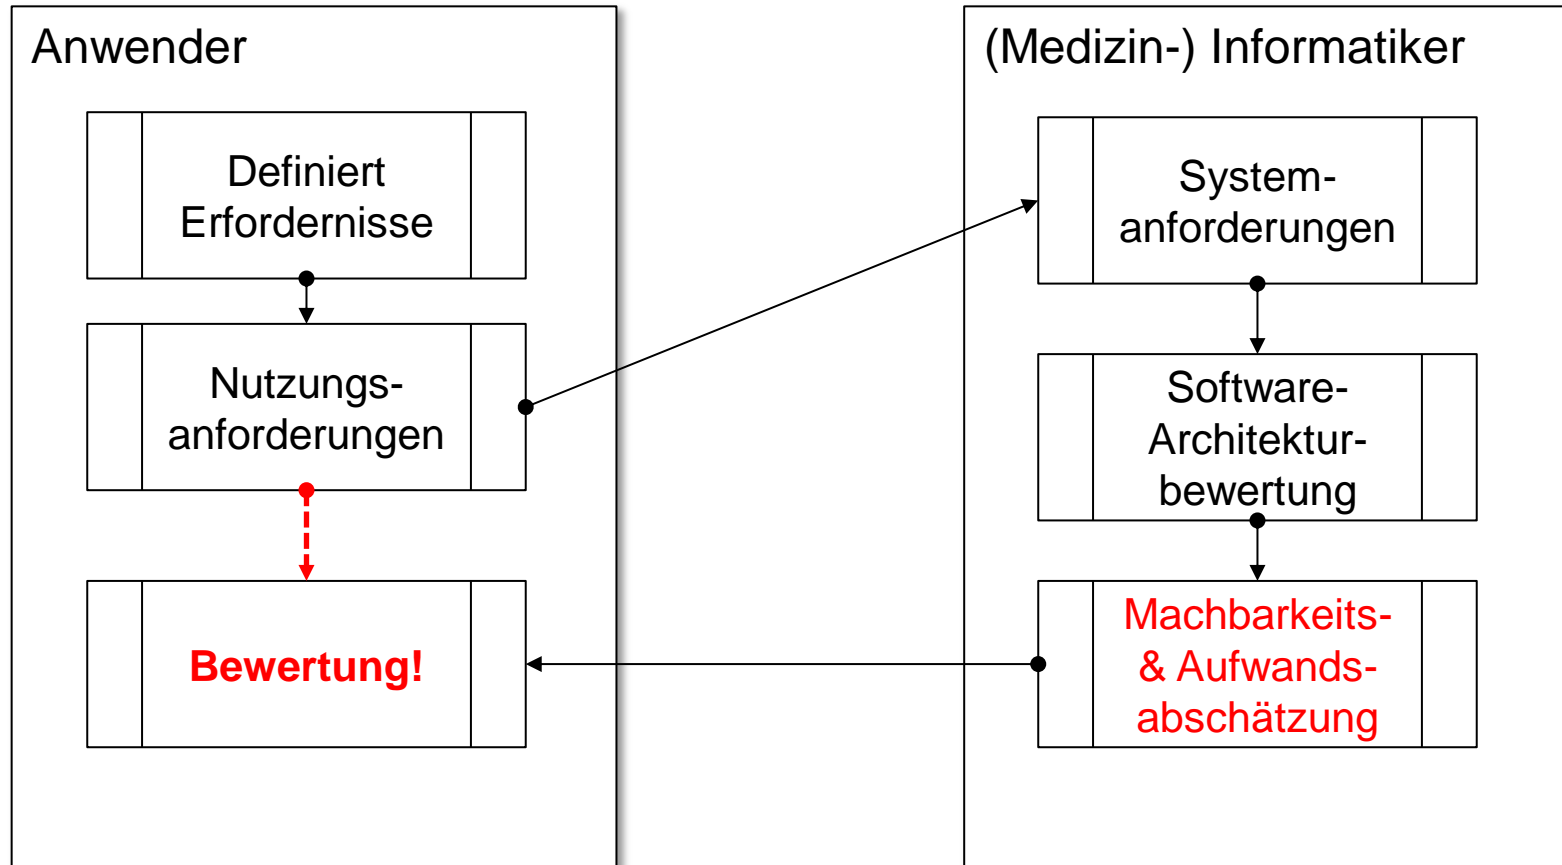 Anwender
Definiert
Erfordernisse
Nutzungs-
anforderungen
Bewertung!
(Medizin-) Informatiker
System-
anforderungen
Software-
Architektur-
bewertung
Machbarkeits-
& Aufwands-
abschätzung